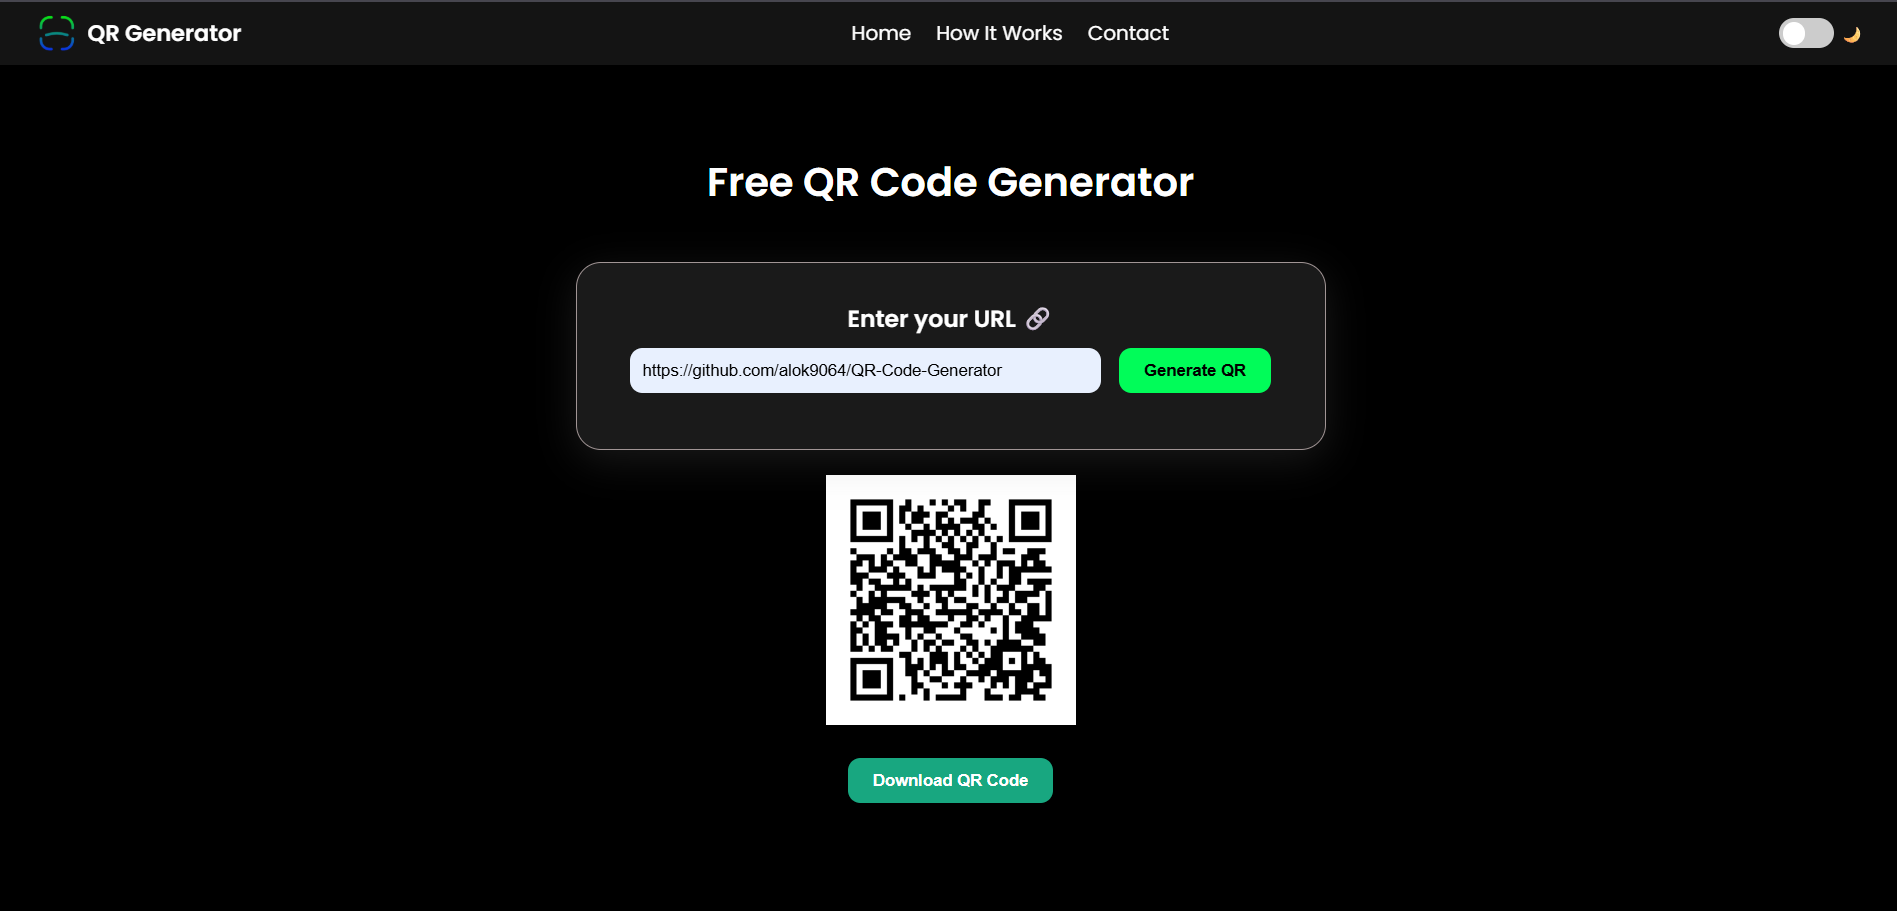 QR Generator
Home
How It Works
Contact
Free QR Code Generator
Enter your URL
https://github.com/alok9064/QR-Code-Generator
Generate QR
Download QR Code